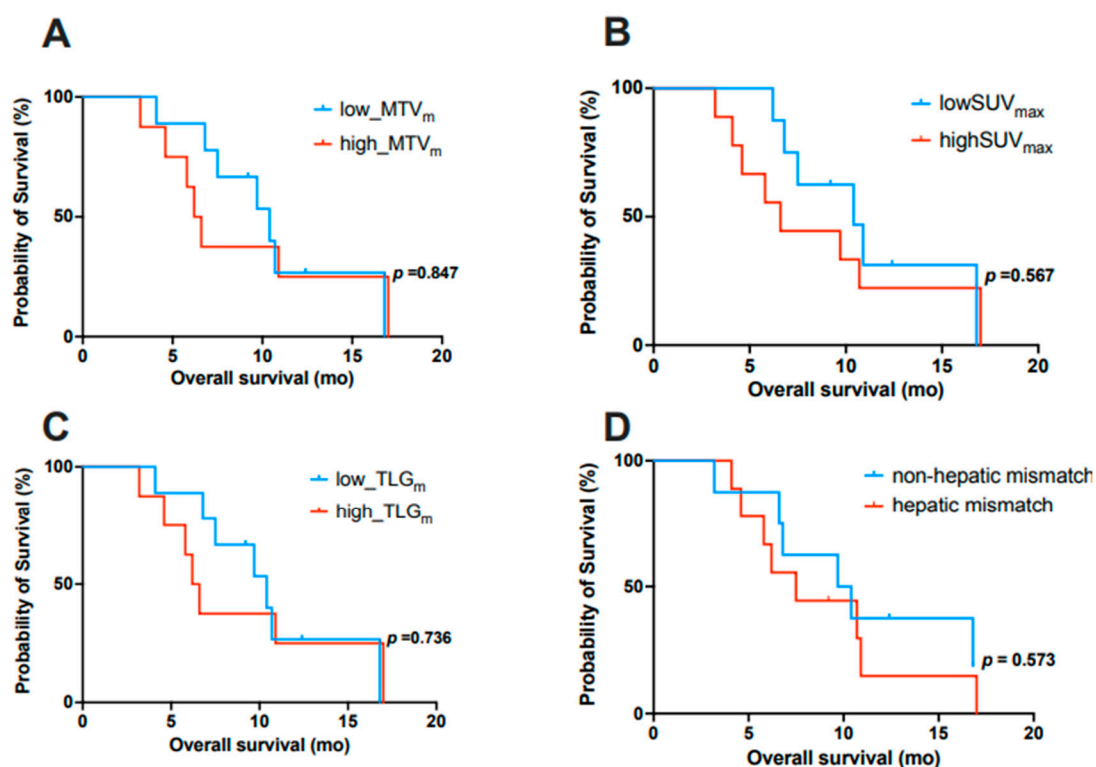 A
100
50
0
0
5
10
15
20
Probability of Survival (%)
Overall survival (mo)
low_MTVm
high_MTVm
p =0.847
B
100
50
0
0
5
10
15
20
Probability of Survival (%)
Overall survival (mo)
lowSUVmax
highSUVmax
p =0.567
C
100
50
0
0
5
10
15
20
Probability of Survival (%)
Overall survival (mo)
low_TLGm
high_TLGm
p =0.736
D
100
50
0
0
5
10
15
20
Probability of Survival (%)
Overall survival (mo)
non-hepatic mismatch
hepatic mismatch
p = 0.573